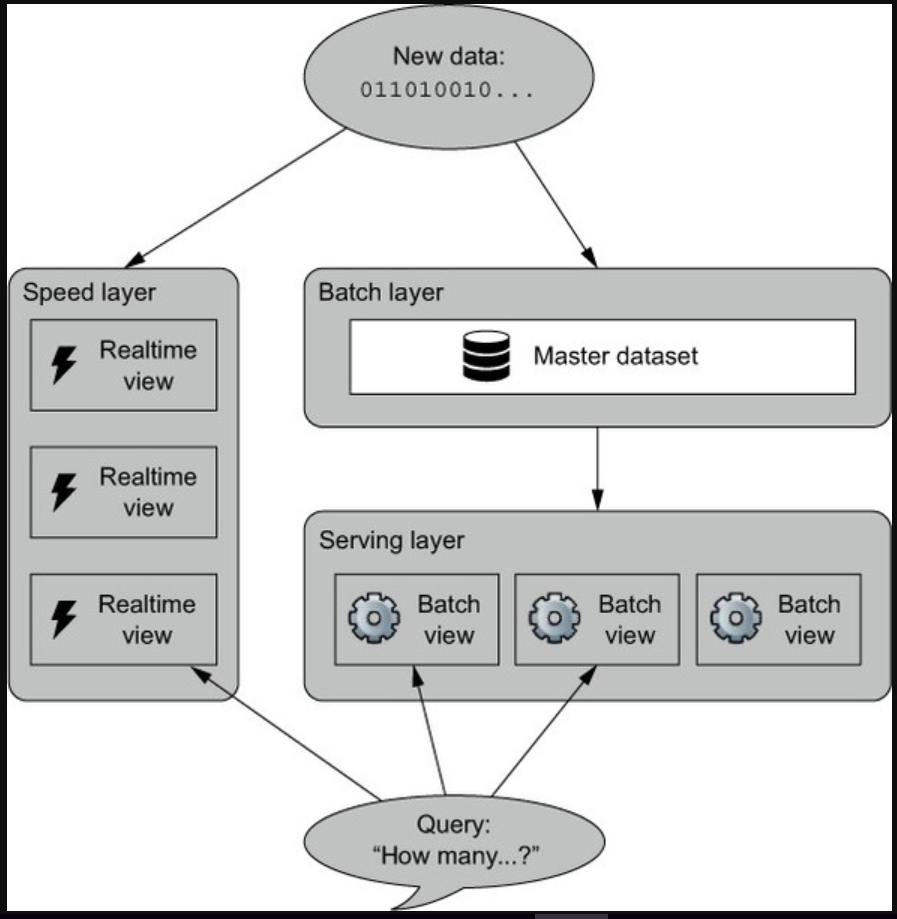 New data:
011010010...
Speed layer
Realtime
view
Realtime
view
Realtime
view
Batch layer
Master dataset
Serving layer
Batch
view
Batch
view
Batch
view
Query:
“How many...?”